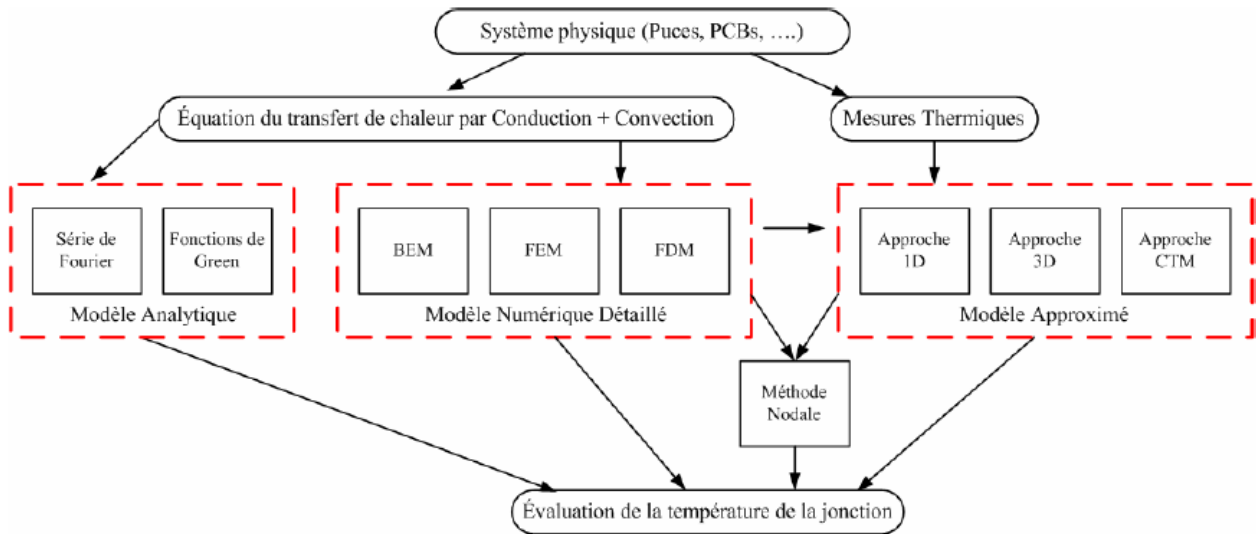 Système physique (Puces, PCBs, ….)
Équation du transfert de chaleur par Conduction + Convection
Mesures Thermiques
Série de
Fourier
Fonctions de
Green
Modèle Analytique
BEM
FEM
FDM
Modèle Numérique Détaillé
Approche
1D
Approche
3D
Approche
CTM
Modèle Approximé
Méthode
Nodale
Évaluation de la température de la jonction